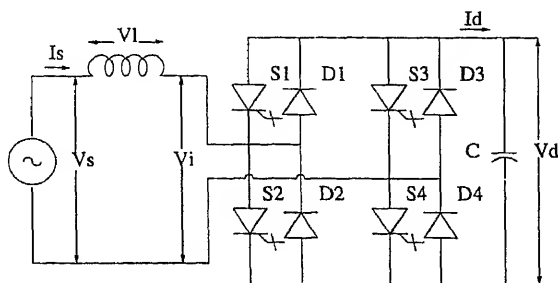 Vl
Is
Id
S1 D1 S3 D3
Vs Vi C Vd
S2 D2 S4 D4